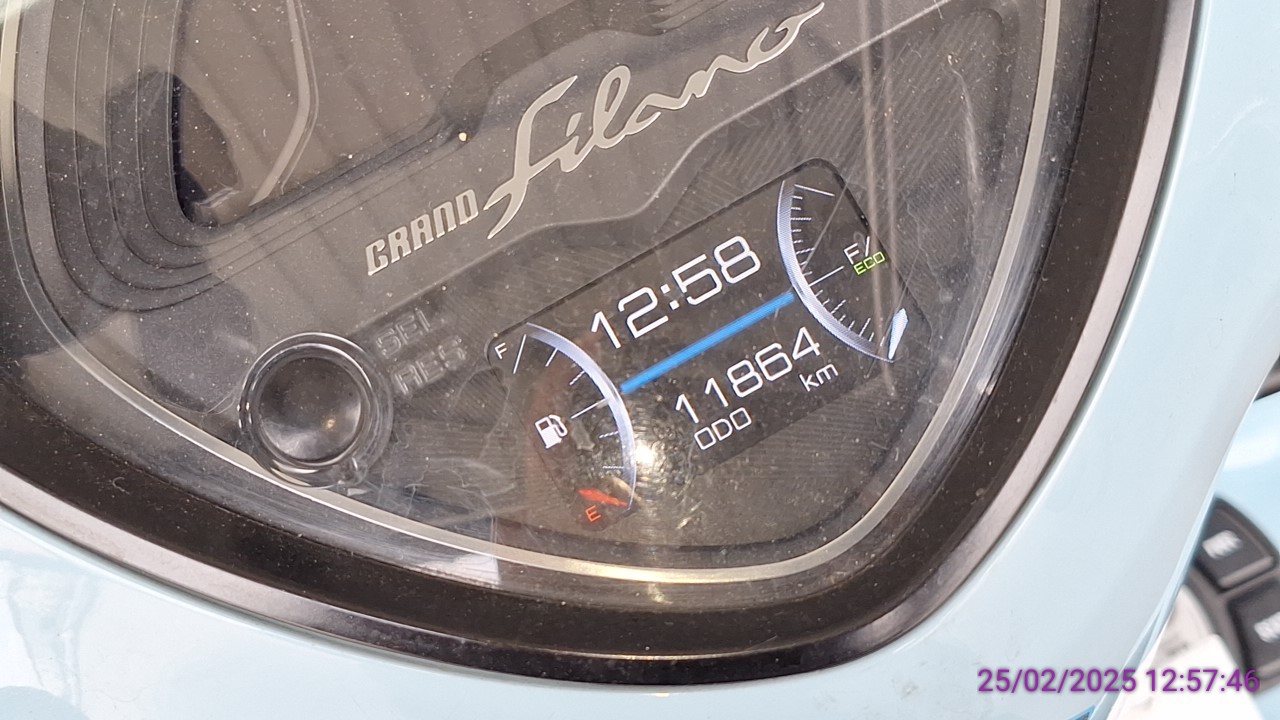 GRAND Filano
SEL
RES
12:58
F/
ECO
F
11864
km
ODO
E
25/02/2025 12:57:46